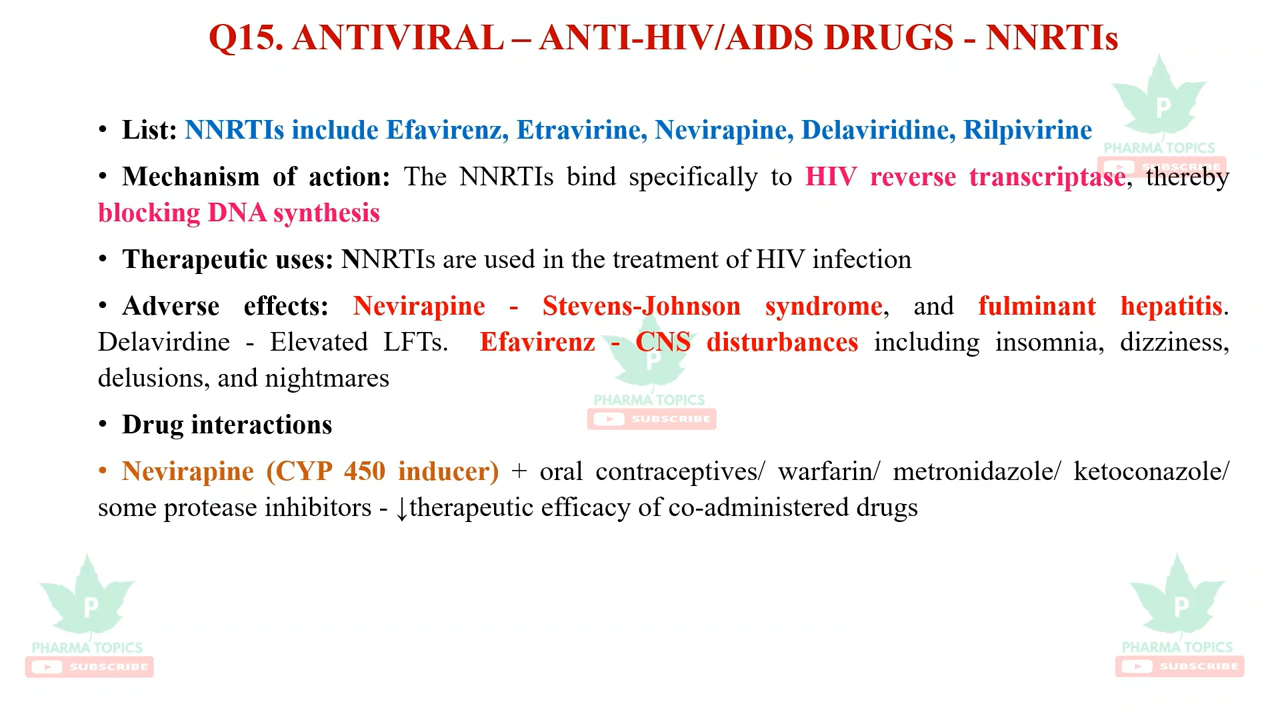 Q15. ANTIVIRAL – ANTI-HIV/AIDS DRUGS - NNRTIs
• List: NNRTIs include Efavirenz, Etravirine, Nevirapine, Delaviridine, Rilpivirine
• Mechanism of action: The NNRTIs bind specifically to HIV reverse transcriptase, thereby
blocking DNA synthesis
• Therapeutic uses: NNRTIs are used in the treatment of HIV infection
• Adverse effects: Nevirapine - Stevens-Johnson syndrome, and fulminant hepatitis.
Delavirdine - Elevated LFTs. Efavirenz - CNS disturbances including insomnia, dizziness,
delusions, and nightmares
• Drug interactions
• Nevirapine (CYP 450 inducer) + oral contraceptives/ warfarin/ metronidazole/ ketoconazole/
some protease inhibitors - ↓therapeutic efficacy of co-administered drugs
P
PHARMA TOPICS
SUBSCRIBE
P
PHARMA TOPICS
SUBSCRIBE
P
PHARMA TOPICS
SUBSCRIBE
P
PHARMA TOPICS
SUBSCRIBE